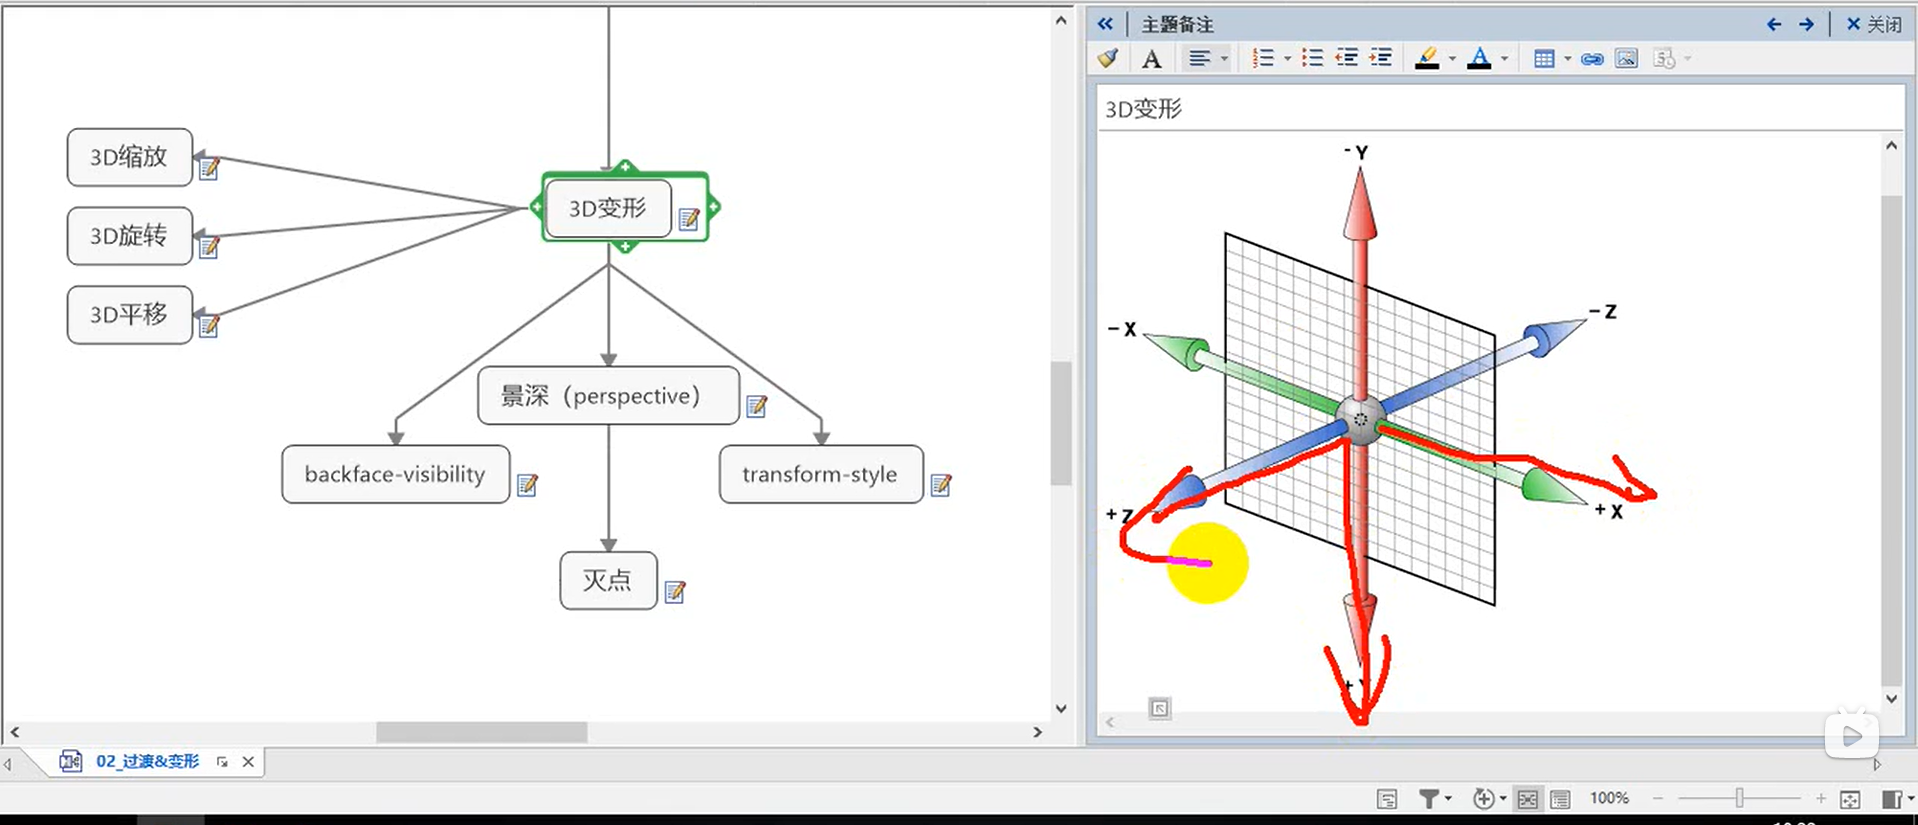 主题备注
关闭
3D变形
3D缩放
3D旋转
3D平移
3D变形
景深（perspective）
backface-visibility
transform-style
灭点
- Y
- X
- Z
+ Z
+ X
+ Y
02_过渡&变形
100%